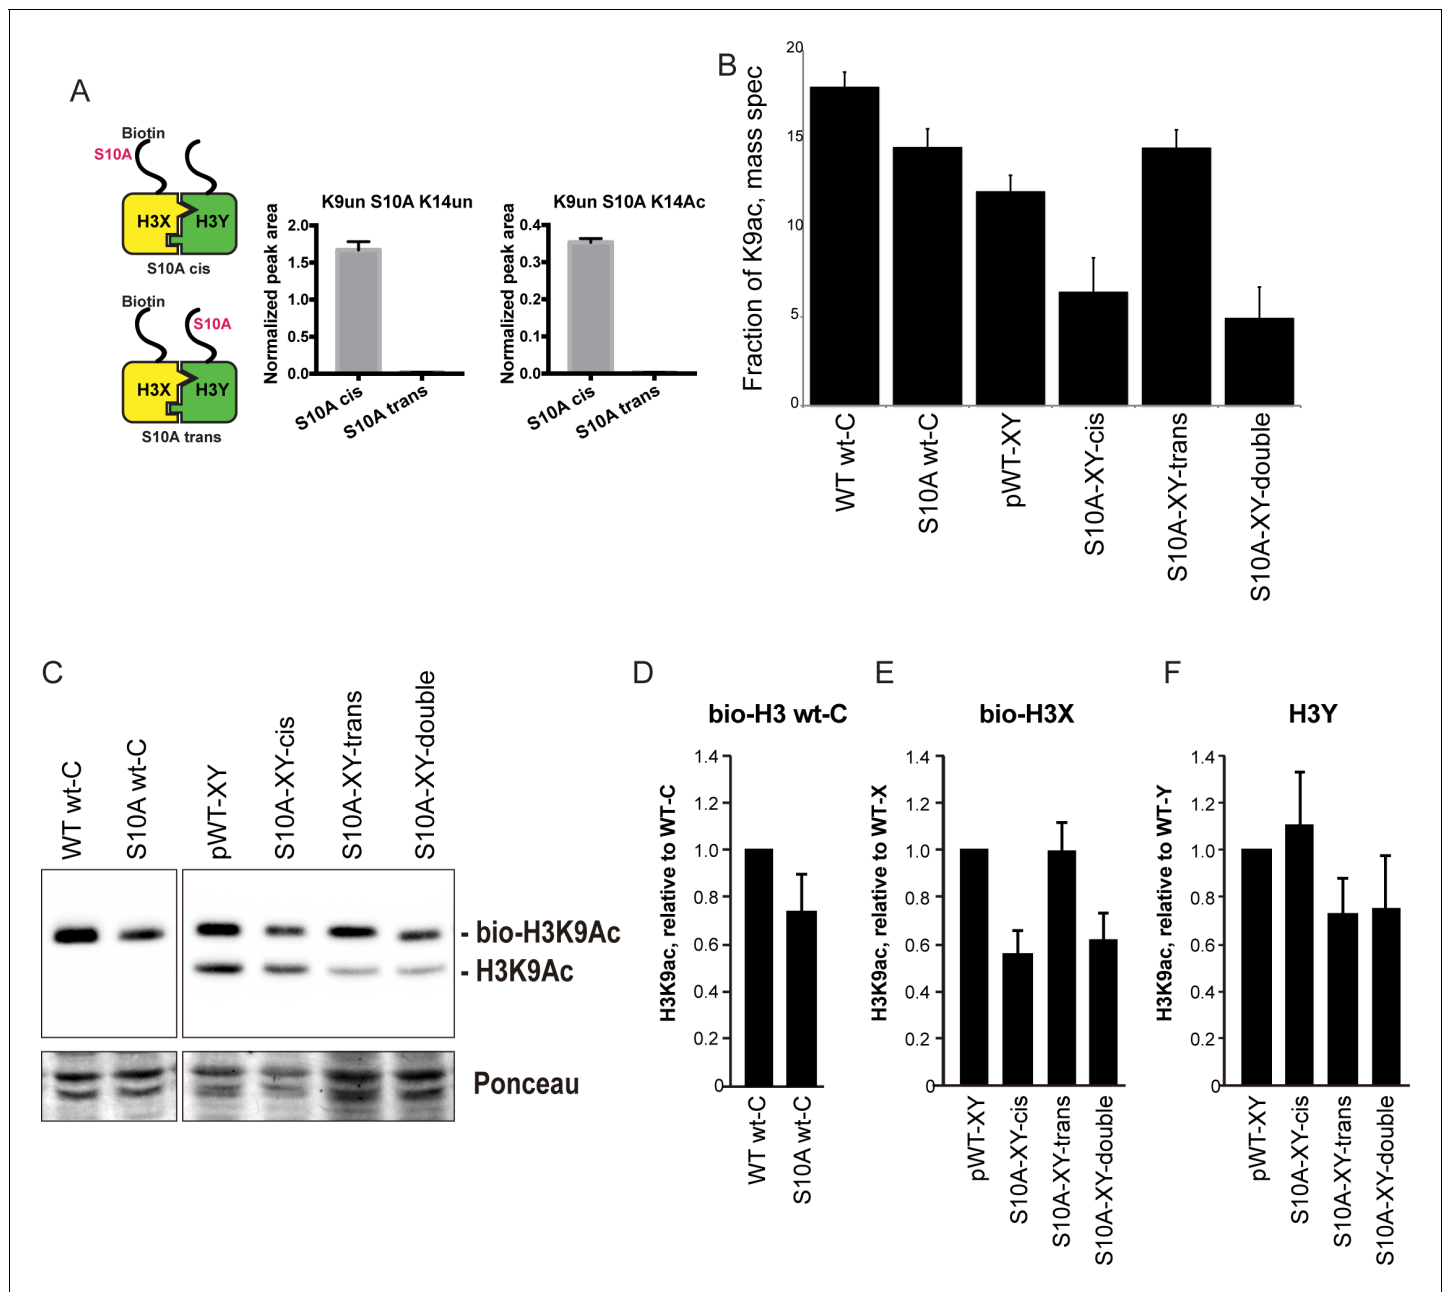 A
Biotin
S10A
H3X
H3Y
S10A cis
Biotin
S10A
H3X
H3Y
S10A trans
K9un S10A K14un
Normalized peak area
2.0
1.5
1.0
0.5
0.0
S10A cis
S10A trans
K9un S10A K14Ac
Normalized peak area
0.4
0.3
0.2
0.1
0.0
S10A cis
S10A trans
B
Fraction of K9ac, mass spec
20
15
10
5
0
WT wt-C
S10A wt-C
pWT-XY
S10A-XY-cis
S10A-XY-trans
S10A-XY-double
C
WT wt-C
S10A wt-C
pWT-XY
S10A-XY-cis
S10A-XY-trans
S10A-XY-double
- bio-H3K9Ac
- H3K9Ac
Ponceau
D
bio-H3 wt-C
H3K9ac, relative to WT-C
1.4
1.2
1.0
0.8
0.6
0.4
0.2
0
WT wt-C
S10A wt-C
E
bio-H3X
H3K9ac, relative to WT-X
1.4
1.2
1.0
0.8
0.6
0.4
0.2
0
pWT-XY
S10A-XY-cis
S10A-XY-trans
S10A-XY-double
F
H3Y
H3K9ac, relative to WT-Y
1.4
1.2
1.0
0.8
0.6
0.4
0.2
0
pWT-XY
S10A-XY-cis
S10A-XY-trans
S10A-XY-double